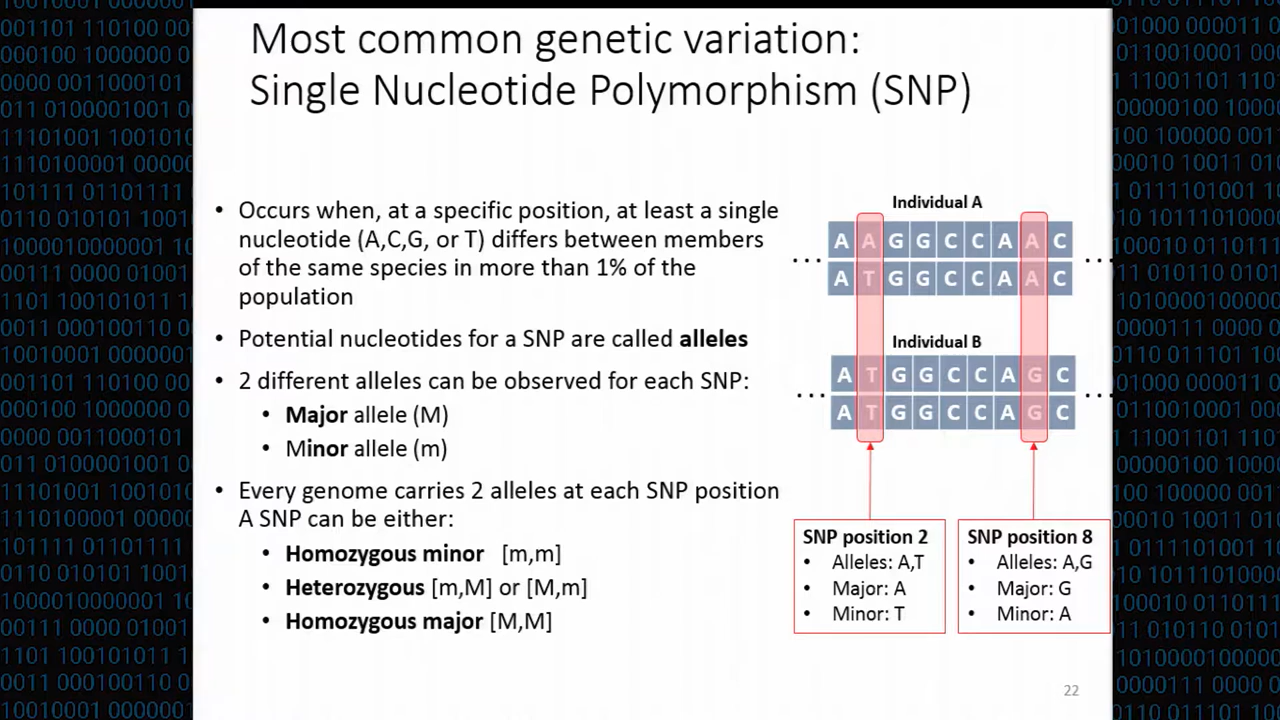 Most common genetic variation:
Single Nucleotide Polymorphism (SNP)
• Occurs when, at a specific position, at least a single
nucleotide (A,C,G, or T) differs between members
of the same species in more than 1% of the
population
• Potential nucleotides for a SNP are called alleles
• 2 different alleles can be observed for each SNP:
• Major allele (M)
• Minor allele (m)
• Every genome carries 2 alleles at each SNP position
A SNP can be either:
• Homozygous minor [m,m]
• Heterozygous [m,M] or [M,m]
• Homozygous major [M,M]
Individual A
... A A G G C C A A C ...
A T G G C C A A C
Individual B
... A T G G C C A G C ...
A T G G C C A G C
SNP position 2
• Alleles: A,T
• Major: A
• Minor: T
SNP position 8
• Alleles: A,G
• Major: G
• Minor: A
22